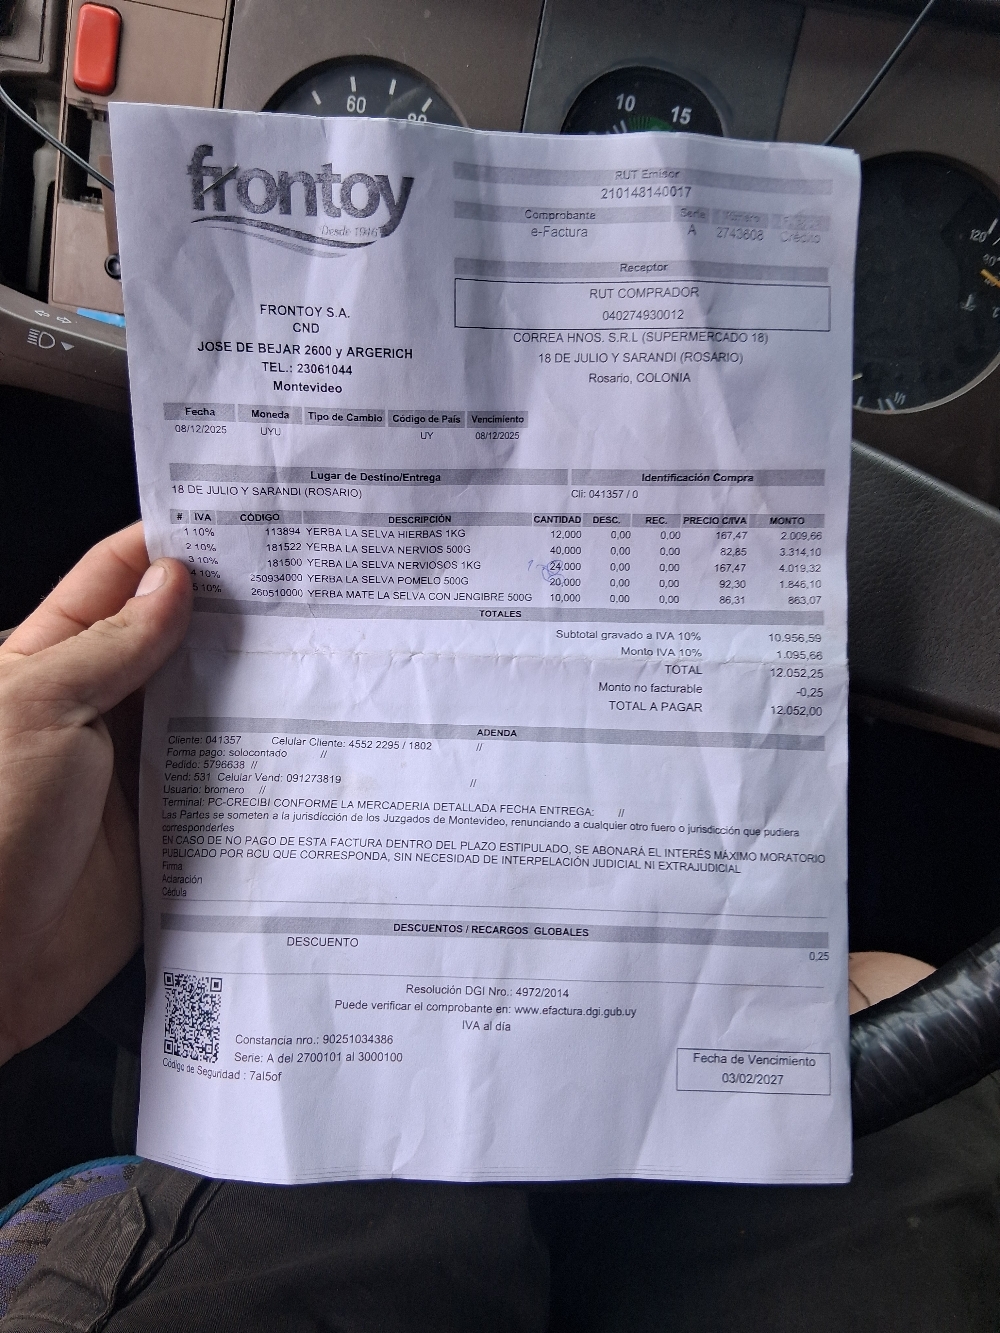 60
80
10
15
120
frontoy
Desde 1946
RUT Emisor
210148140017
Comprobante Serie
e-Factura A 2743608 Crédito
Receptor
RUT COMPRADOR
040274930012
CORREA HNOS. S.R.L (SUPERMERCADO 18)
18 DE JULIO Y SARANDI (ROSARIO)
Rosario, COLONIA
FRONTOY S.A.
CND
JOSE DE BEJAR 2600 y ARGERICH
TEL.: 23061044
Montevideo
Fecha Moneda Tipo de Cambio Código de País Vencimiento
08/12/2025 UYU UY 08/12/2025
Lugar de Destino/Entrega Identificación Compra
18 DE JULIO Y SARANDI (ROSARIO) Cli: 041357 / 0
# IVA CÓDIGO DESCRIPCIÓN CANTIDAD DESC. REC. PRECIO C/IVA MONTO
1 10% 113894 YERBA LA SELVA HIERBAS 1KG 12,000 0,00 0,00 167,47 2.009,66
2 10% 181522 YERBA LA SELVA NERVIOS 500G 40,000 0,00 0,00 82,85 3.314,10
3 10% 181500 YERBA LA SELVA NERVIOSOS 1KG 24,000 0,00 0,00 167,47 4.019,32
4 10% 250934000 YERBA LA SELVA POMELO 500G 20,000 0,00 0,00 92,30 1.846,10
5 10% 260510000 YERBA MATE LA SELVA CON JENGIBRE 500G 10,000 0,00 0,00 86,31 863,07
TOTALES
Subtotal gravado a IVA 10% 10.956,59
Monto IVA 10% 1.095,66
TOTAL 12.052,25
Monto no facturable -0,25
TOTAL A PAGAR 12.052,00
ADENDA
Cliente: 041357 Celular Cliente: 4552 2295 / 1802 //
Forma pago: solocontado //
Pedido: 5796638 //
Vend: 531 Celular Vend: 091273819 //
Usuario: bromero //
Terminal: PC-CRECIBI CONFORME LA MERCADERIA DETALLADA FECHA ENTREGA: //
Las Partes se someten a la jurisdicción de los Juzgados de Montevideo, renunciando a cualquier otro fuero o jurisdicción que pudiera
corresponderles
EN CASO DE NO PAGO DE ESTA FACTURA DENTRO DEL PLAZO ESTIPULADO, SE ABONARÁ EL INTERÉS MÁXIMO MORATORIO
PUBLICADO POR BCU QUE CORRESPONDA, SIN NECESIDAD DE INTERPELACIÓN JUDICIAL NI EXTRAJUDICIAL
Firma
Aclaración
Cédula
DESCUENTOS / RECARGOS GLOBALES
DESCUENTO 0,25
Resolución DGI Nro.: 4972/2014
Puede verificar el comprobante en: www.efactura.dgi.gub.uy
IVA al día
Constancia nro.: 90251034386
Serie: A del 2700101 al 3000100
Código de Seguridad : 7al5of
Fecha de Vencimiento
03/02/2027